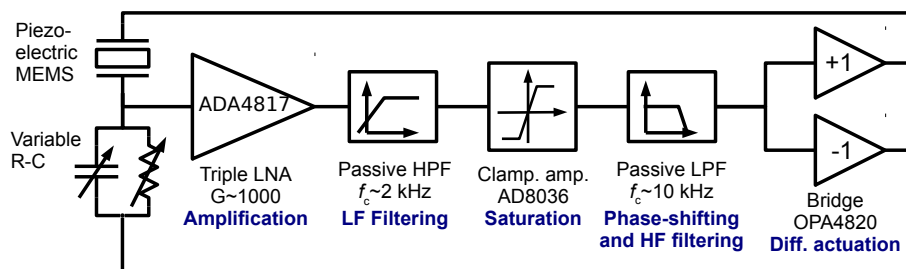 Piezo-
electric
MEMS
Variable
R-C
ADA4817
Triple LNA
G~1000
Amplification
Passive HPF
fc~2 kHz
LF Filtering
Clamp. amp.
AD8036
Saturation
Passive LPF
fc~10 kHz
Phase-shifting
and HF filtering
+1
-1
Bridge
OPA4820
Diff. actuation